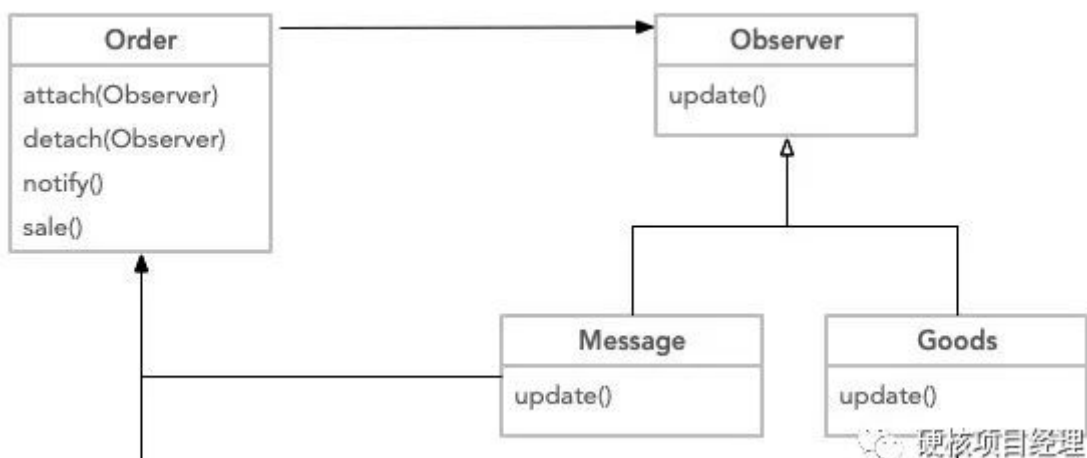 Order
attach(Observer)
detach(Observer)
notify()
sale()
Observer
update()
Message
update()
Goods
update()
硬核项目经理